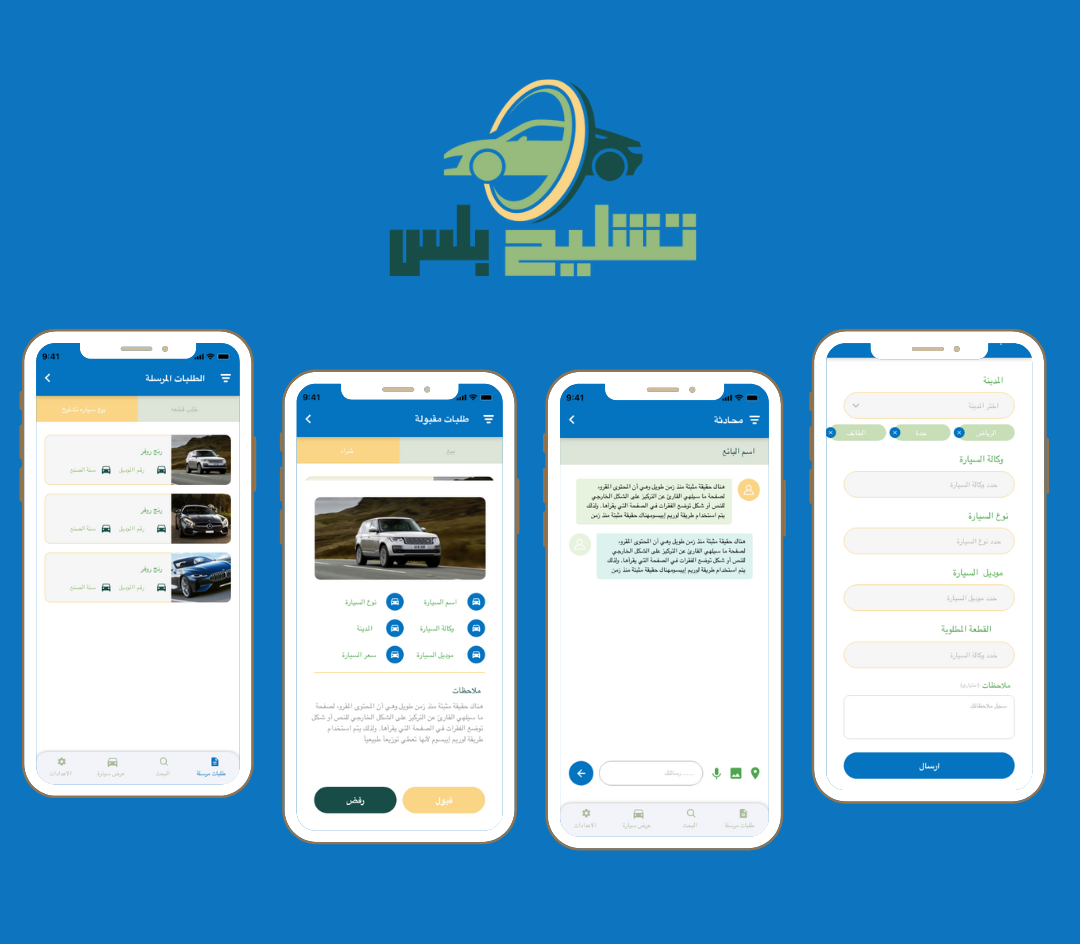 تشليح بلس
9:41
الطلبات المرسلة
طلب قطعة
بيع سيارة تشليح
رنج روفر
رقم الموديل
سنة الصنع
رنج روفر
رقم الموديل
سنة الصنع
رنج روفر
رقم الموديل
سنة الصنع
طلبات مرسلة
البحث
عرض سيارة
الاعدادات
9:41
طلبات مقبولة
بيع
شراء
اسم السيارة
نوع السيارة
وكالة السيارة
المدينة
موديل السيارة
سعر السيارة
ملاحظات
هناك حقيقة مثبتة منذ زمن طويل وهي أن المحتوى المقروء لصفحة
ما سيلهي القارئ عن التركيز على الشكل الخارجي للنص أو شكل
توضع الفقرات في الصفحة التي يقرأها. ولذلك يتم استخدام
طريقة لوريم إيبسوم لأنها تعطي توزيعاً طبيعياً
قبول
رفض
9:41
محادثة
اسم البائع
هناك حقيقة مثبتة منذ زمن طويل وهي أن المحتوى المقروء
لصفحة ما سيلهي القارئ عن التركيز على الشكل الخارجي
للنص أو شكل توضع الفقرات في الصفحة التي يقرأها. ولذلك
يتم استخدام طريقة لوريم إيبسومهناك حقيقة مثبتة منذ زمن
هناك حقيقة مثبتة منذ زمن طويل وهي أن المحتوى المقروء
لصفحة ما سيلهي القارئ عن التركيز على الشكل الخارجي
للنص أو شكل توضع الفقرات في الصفحة التي يقرأها. ولذلك
يتم استخدام طريقة لوريم إيبسومهناك حقيقة مثبتة منذ زمن
رسالتك ......
طلبات مرسلة
البحث
عرض سيارة
الاعدادات
المدينة
اختر المدينة
الرياض
جدة
الطائف
وكالة السيارة
حدد وكالة السيارة
نوع السيارة
حدد نوع السيارة
موديل السيارة
حدد موديل السيارة
القطعة المطلوبة
حدد وكالة السيارة
ملاحظات (اختياري)
سجل ملاحظاتك
ارسال